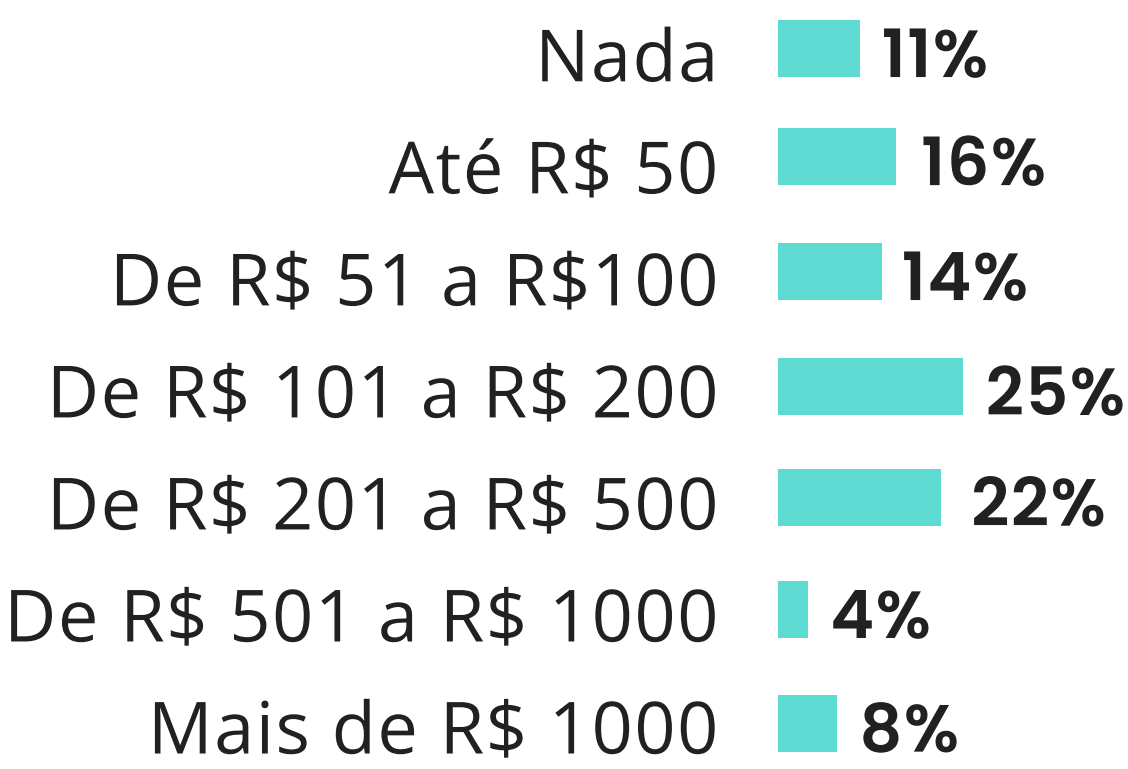 Nada 11%
Até R$ 50 16%
De R$ 51 a R$100 14%
De R$ 101 a R$ 200 25%
De R$ 201 a R$ 500 22%
De R$ 501 a R$ 1000 4%
Mais de R$ 1000 8%